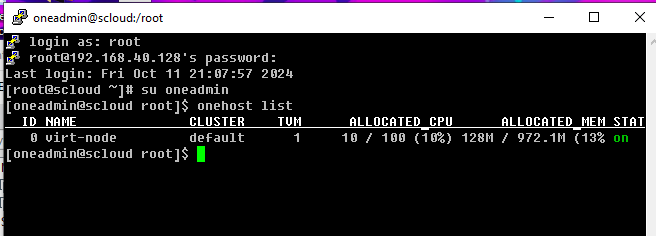 oneadmin@scloud:/root
login as: root
root@192.168.40.128's password:
Last login: Fri Oct 11 21:07:57 2024
[root@scloud ~]# su oneadmin
[oneadmin@scloud root]$ onehost list
ID NAME CLUSTER TVM ALLOCATED_CPU ALLOCATED_MEM STAT
0 virt-node default 1 10 / 100 (10%) 128M / 972.1M (13% on
[oneadmin@scloud root]$